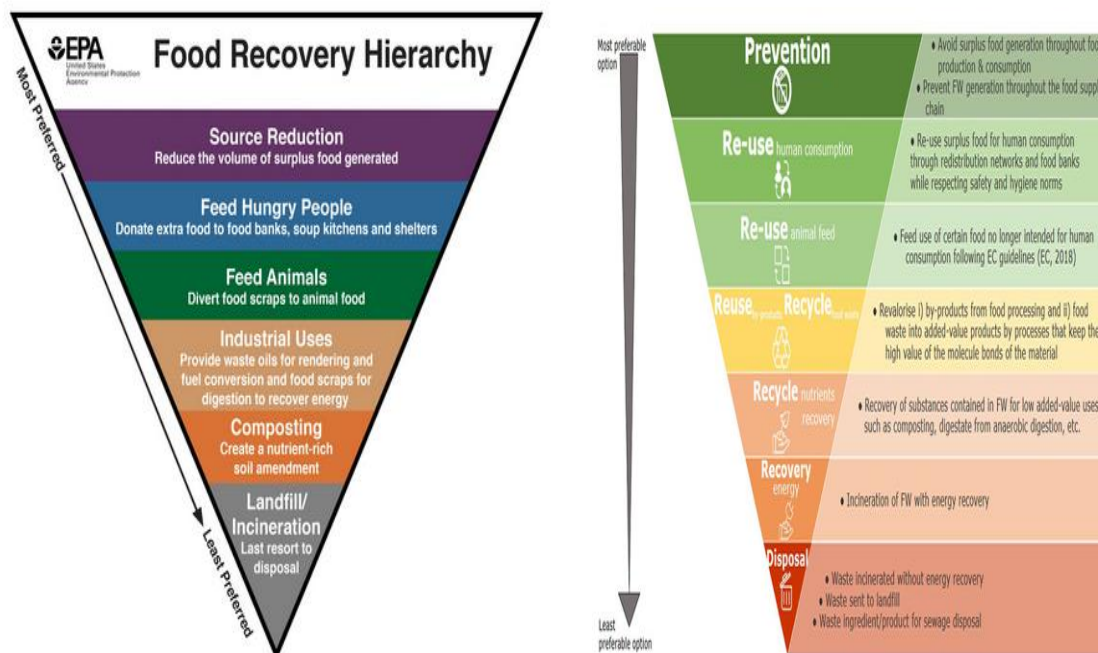 EPA
United States
Environmental Protection
Agency
Food Recovery Hierarchy
Most Preferred
Source Reduction
Reduce the volume of surplus food generated
Feed Hungry People
Donate extra food to food banks, soup kitchens and shelters
Feed Animals
Divert food scraps to animal food
Industrial Uses
Provide waste oils for rendering and
fuel conversion and food scraps for
digestion to recover energy
Composting
Create a nutrient-rich
soil amendment
Landfill/
Incineration
Last resort to
disposal
Least Preferred
Most preferable
option
Prevention
• Avoid surplus food generation throughout foo
production & consumption
• Prevent FW generation throughout the food suppl
chain
Re-use human consumption
• Re-use surplus food for human consumption
through redistribution networks and food banks
while respecting safety and hygiene norms
Re-use animal feed
• Feed use of certain food no longer intended for human
consumption following EC guidelines (EC, 2018)
Reuse by-products Recycle food waste
• Revalorise i) by-products from food processing and ii) food
waste into added-value products by processes that keep the
high value of the molecule bonds of the material
Recycle nutrients
recovery
• Recovery of substances contained in FW for low added-value uses
such as composting, digestate from anaerobic digestion, etc.
Recovery
energy
• Incineration of FW with energy recovery
Disposal
• Waste incinerated without energy recovery
• Waste sent to landfill
• Waste ingredient/product for sewage disposal
Least
preferable option